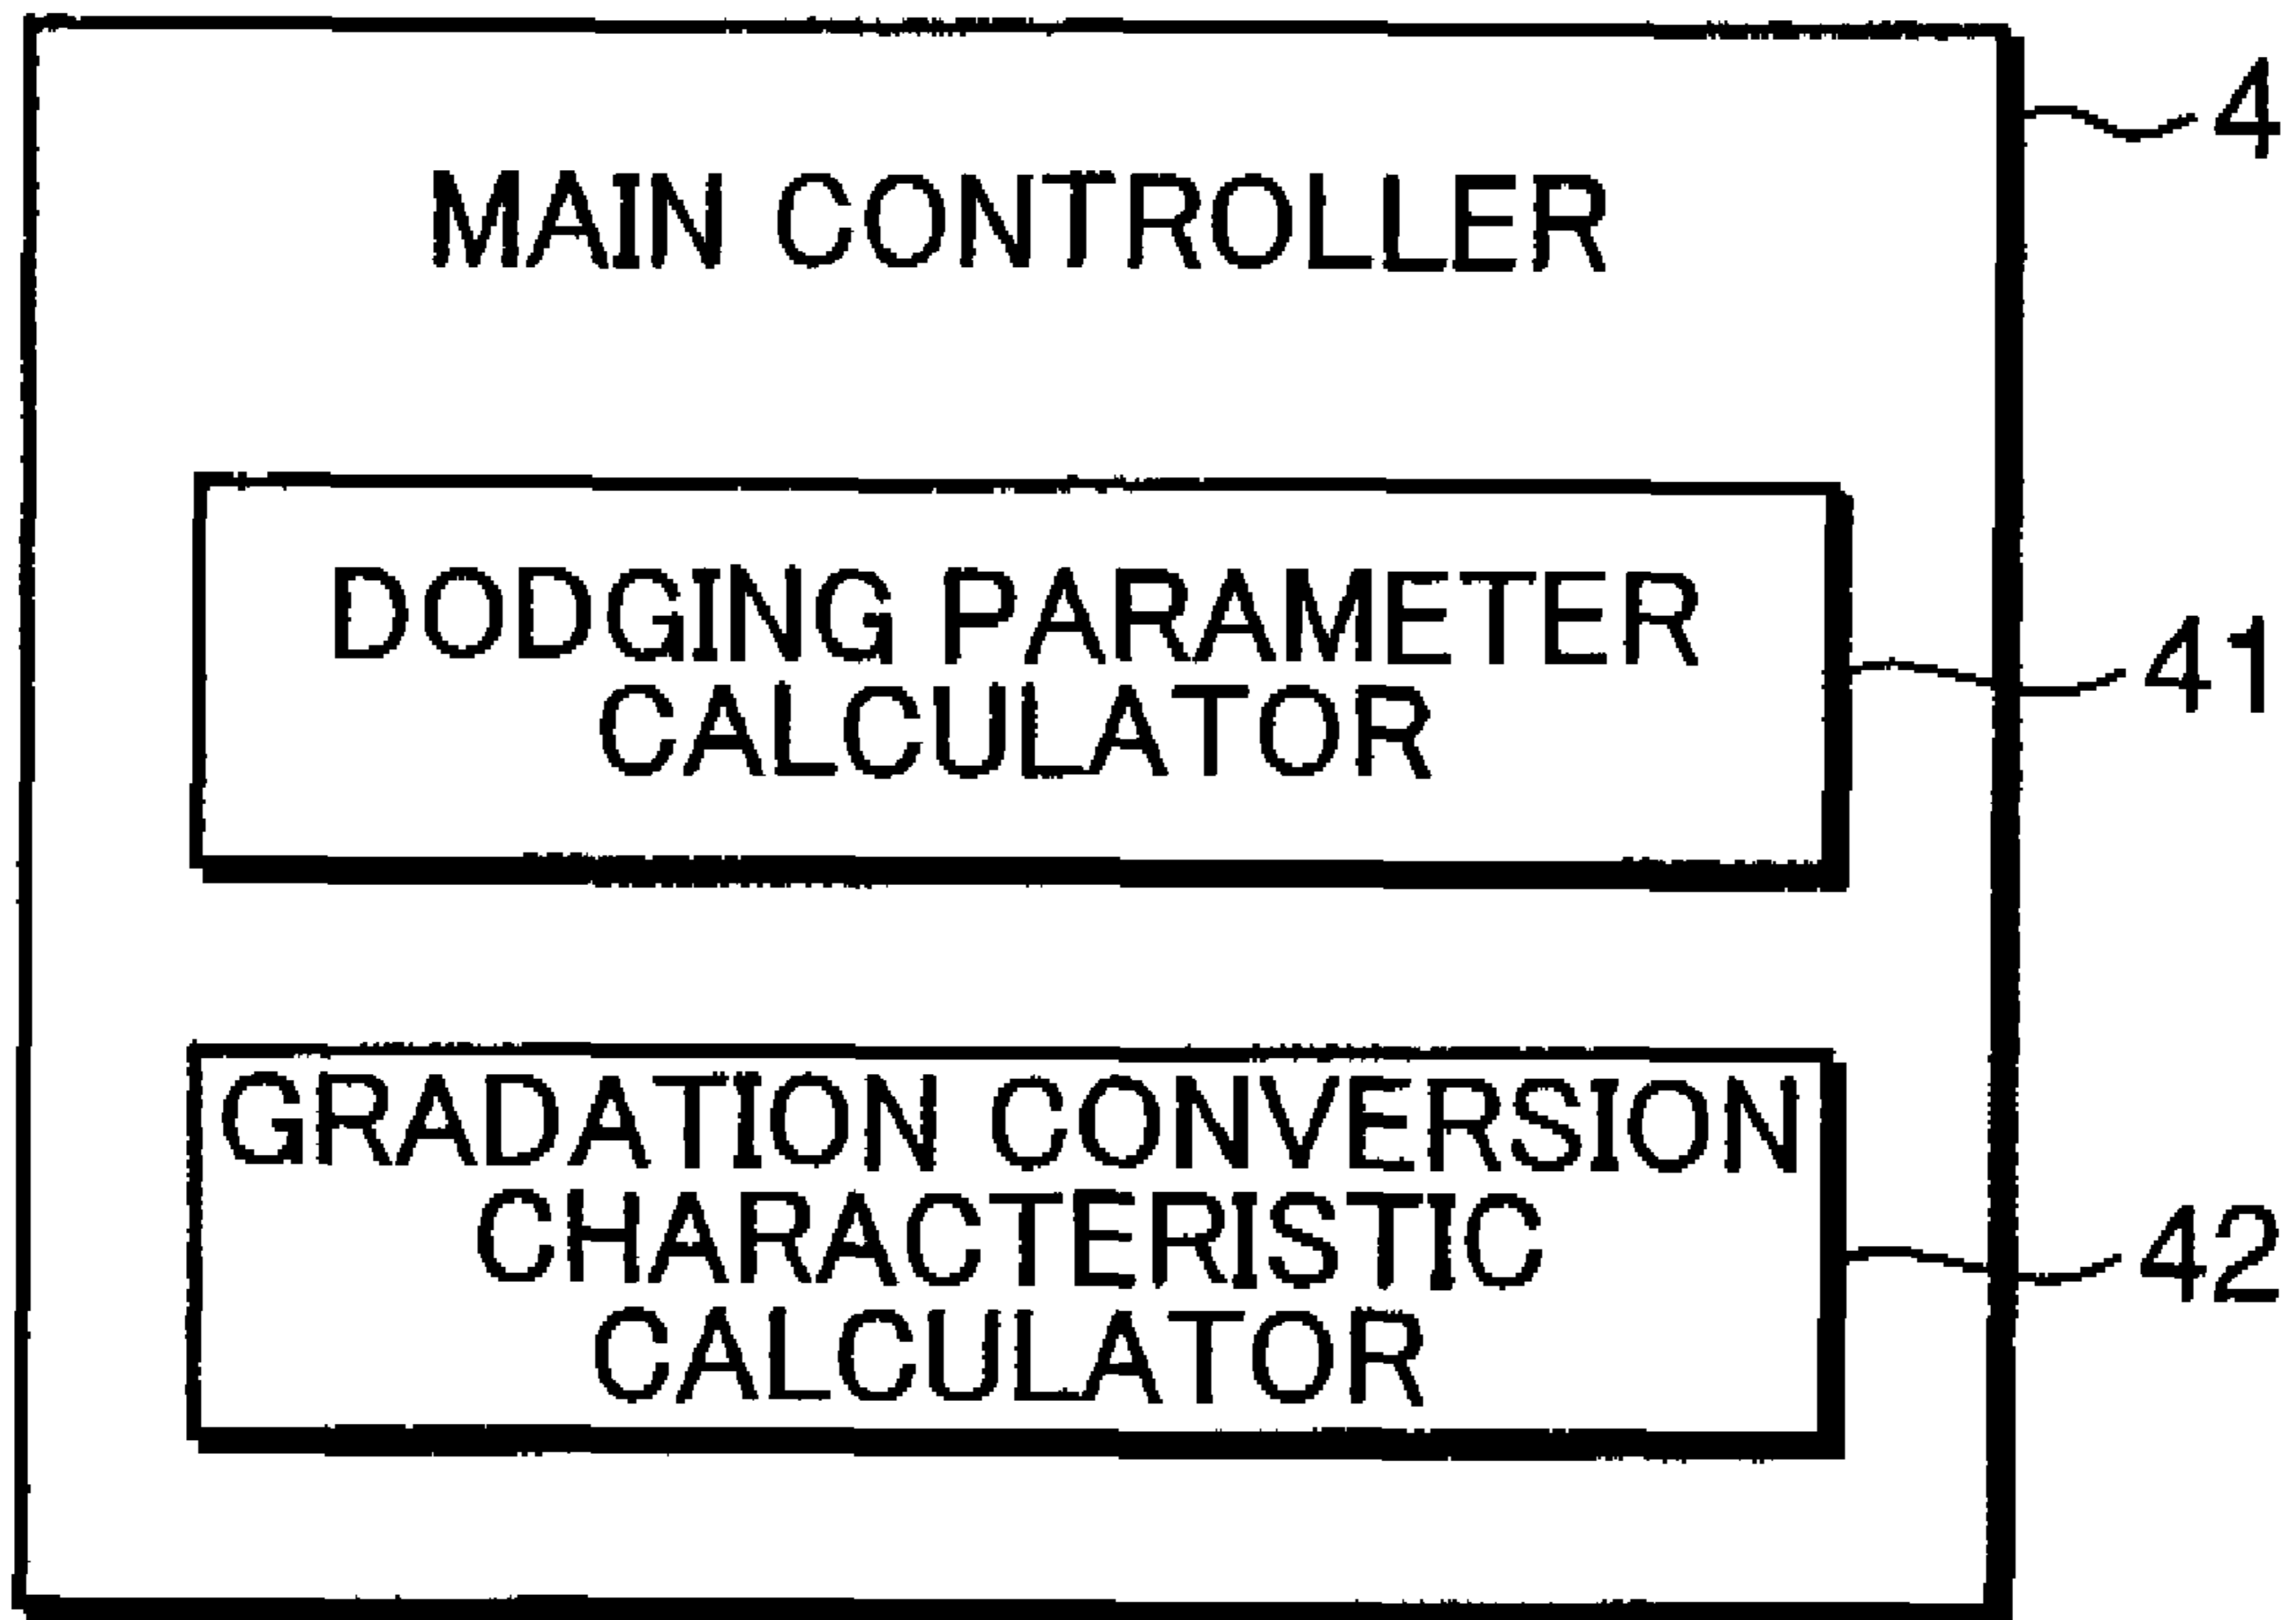 4
MAIN CONTROLLER
DODGING PARAMETER
CALCULATOR
41
GRADATION CONVERSION
CHARACTERISTIC
CALCULATOR
42